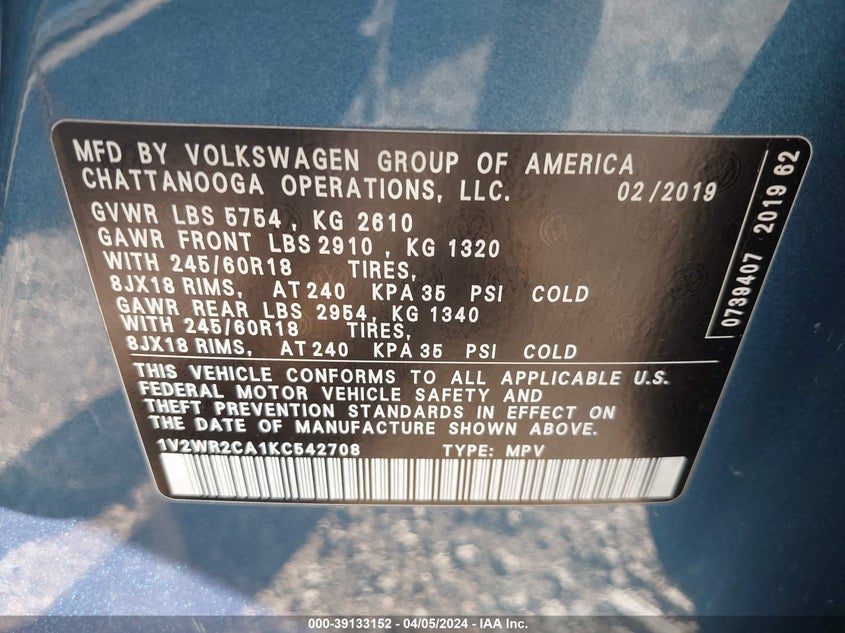 MFD BY VOLKSWAGEN GROUP OF AMERICA
CHATTANOOGA OPERATIONS, LLC. 02/2019
GVWR LBS 5754 , KG 2610
GAWR FRONT LBS 2910 , KG 1320
WITH 245/60R18 TIRES,
8JX18 RIMS, AT 240 KPA 35 PSI COLD
GAWR REAR LBS 2954, KG 1340
WITH 245/60R18 TIRES,
8JX18 RIMS, AT 240 KPA 35 PSI COLD
THIS VEHICLE CONFORMS TO ALL APPLICABLE U.S.
FEDERAL MOTOR VEHICLE SAFETY AND
THEFT PREVENTION STANDARDS IN EFFECT ON
THE DATE OF MANUFACTURE SHOWN ABOVE.
1V2WR2CA1KC542708 TYPE: MPV
0739407 2019 62
000-39133152 - 04/05/2024 - IAA Inc.